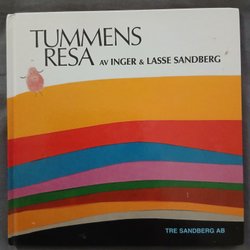 TUMMENS
RESA AV INGER & LASSE SANDBERG
TRE SANDBERG AB